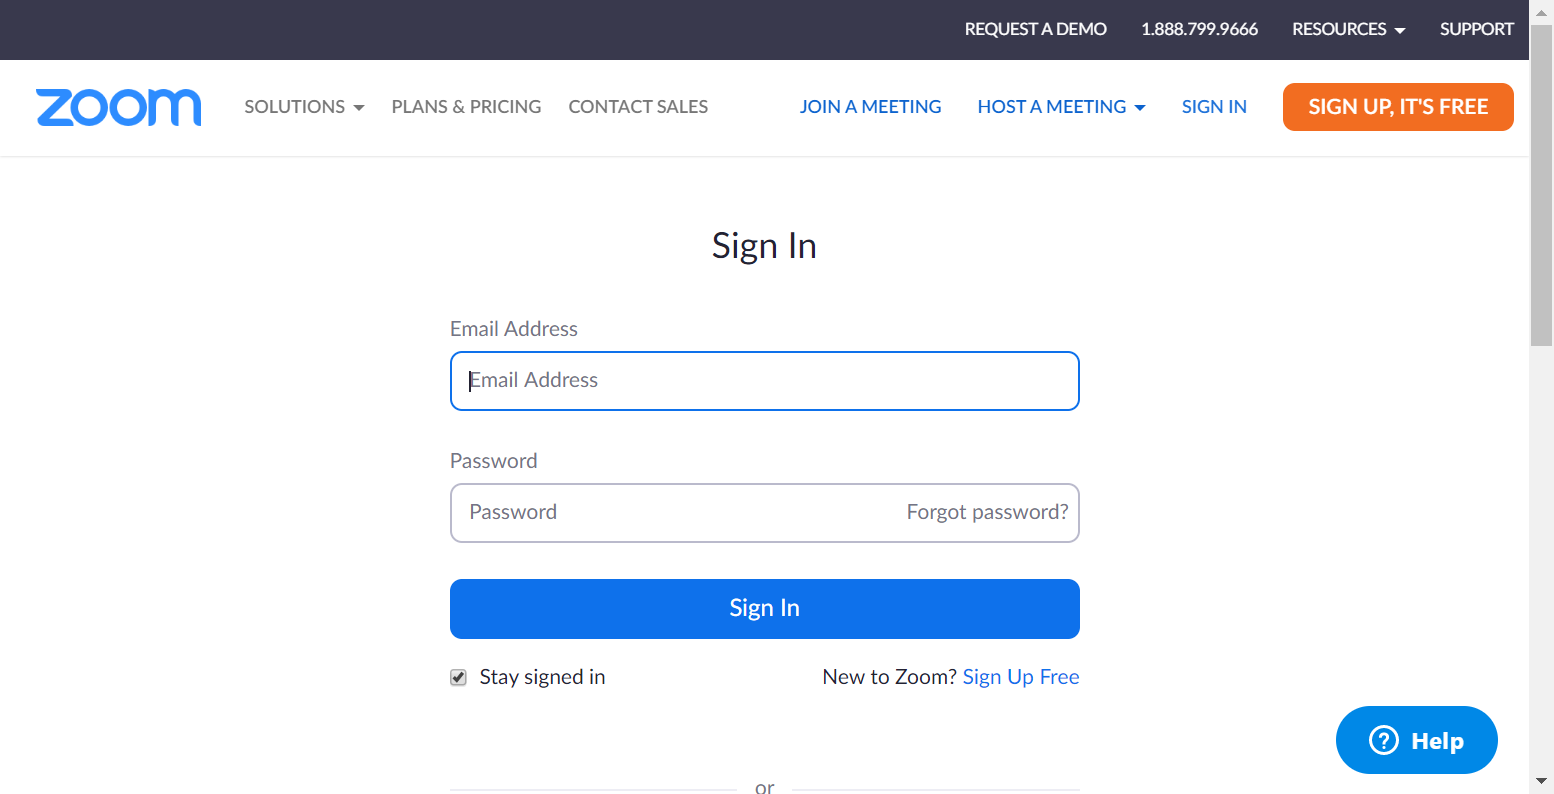 REQUEST A DEMO 1.888.799.9666 RESOURCES SUPPORT
zoom SOLUTIONS PLANS & PRICING CONTACT SALES JOIN A MEETING HOST A MEETING SIGN IN SIGN UP, IT'S FREE
Sign In
Email Address
Email Address
Password
Password Forgot password?
Sign In
Stay signed in New to Zoom? Sign Up Free
? Help
or